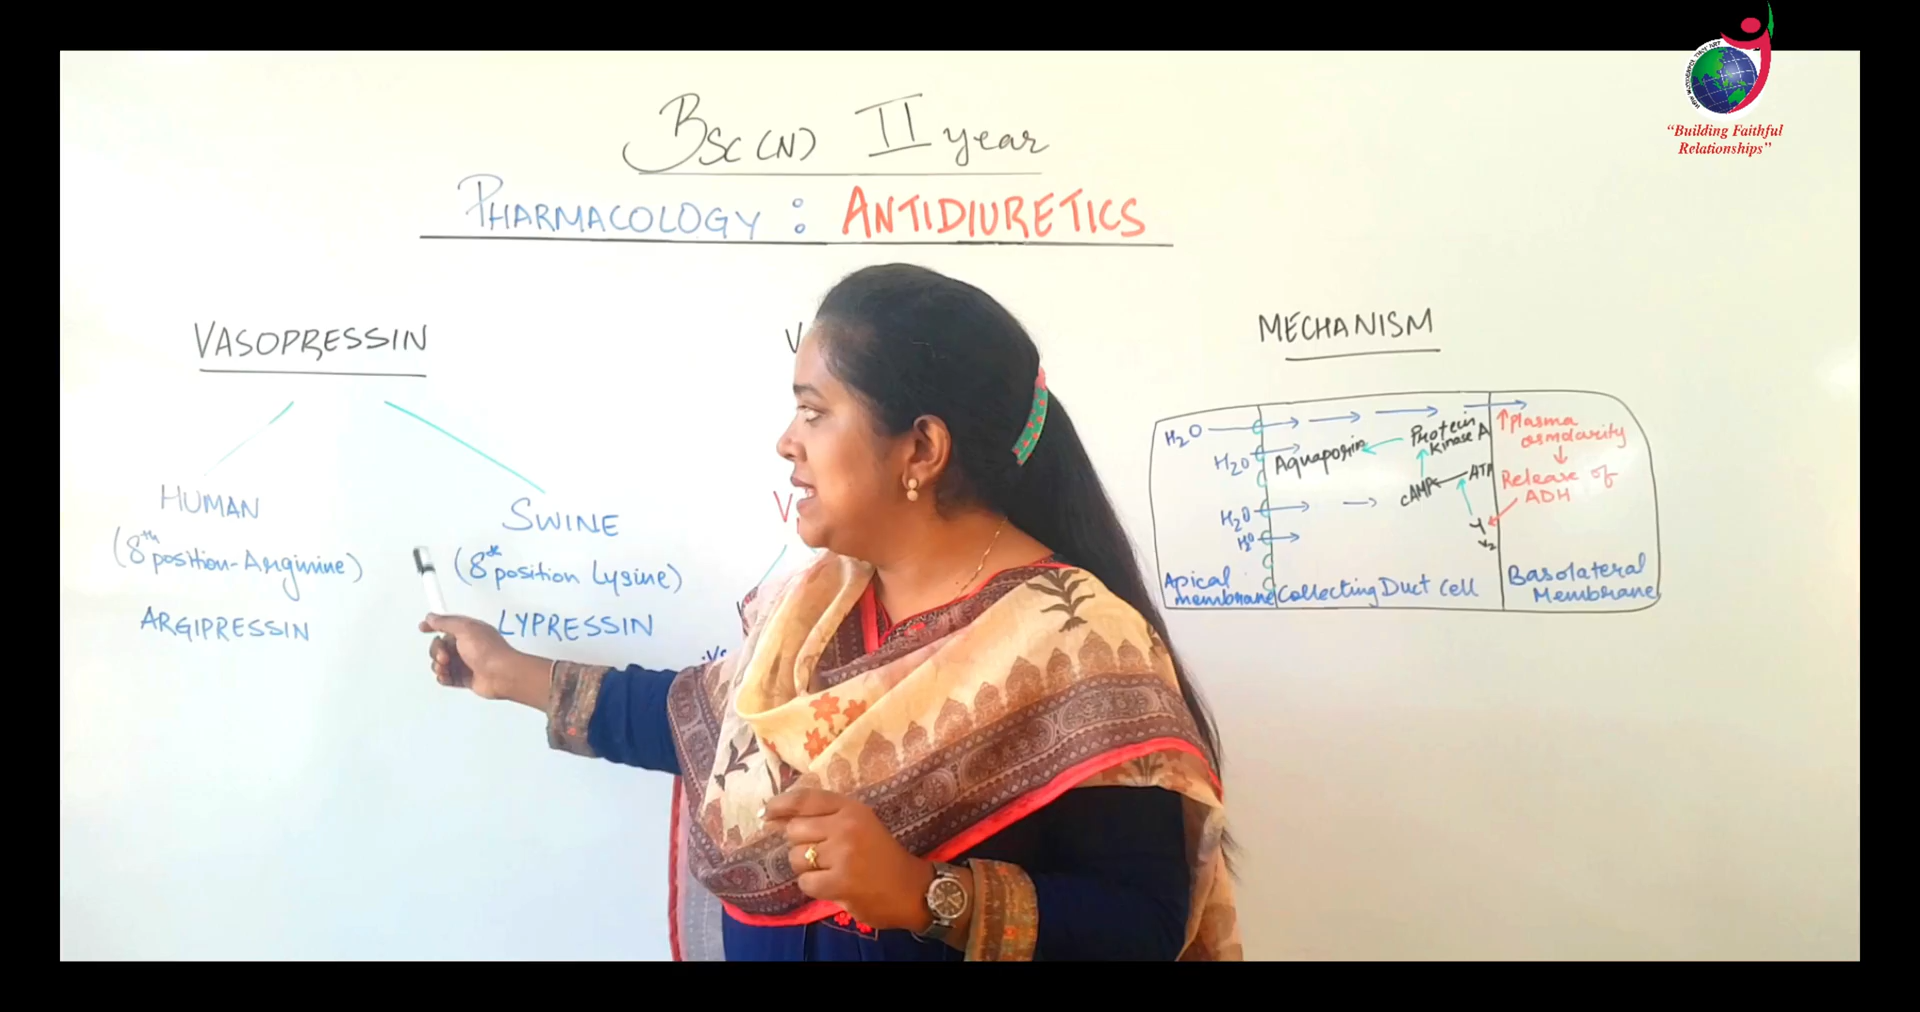 "Building Faithful
Relationships"
BSC (N) II year
PHARMACOLOGY : ANTIDIURETICS
VASOPRESSIN
HUMAN
(8th position-Arginine)
ARGIPRESSIN
SWINE
(8th position Lysine)
LYPRESSIN
V
V
MECHANISM
H2O
H2O
H2O
H2O
Aquaporin
Protein
Kinase A
cAMP
ATP
V2
↑Plasma
osmolarity
↓
Release of
ADH
Apical
membrane
Collecting Duct Cell
Basolateral
Membrane